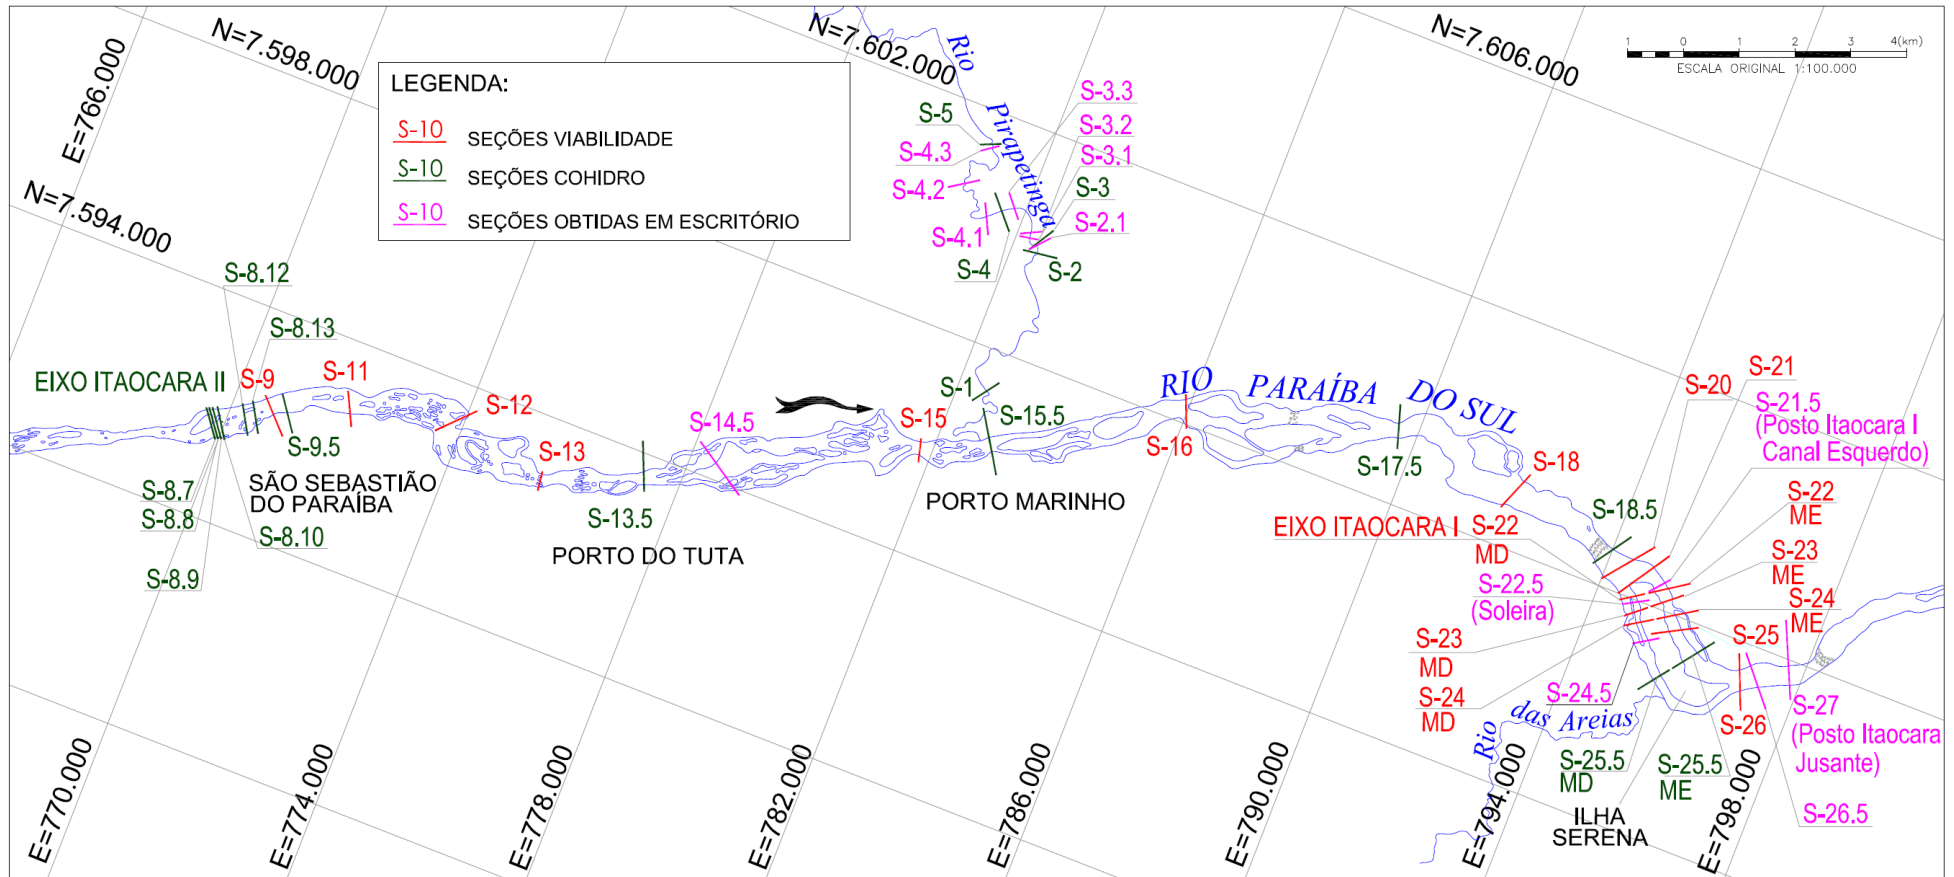 N=7.598.000
N=7.602.000
N=7.606.000
E=766.000
N=7.594.000
1 0 1 2 3 4(km)
ESCALA ORIGINAL 1:100.000
LEGENDA:
S-10 SEÇÕES VIABILIDADE
S-10 SEÇÕES COHIDRO
S-10 SEÇÕES OBTIDAS EM ESCRITÓRIO
Rio Pirapetinga
S-3.3
S-5
S-3.2
S-4.3
S-3.1
S-4.2
S-3
S-2.1
S-4.1
S-4
S-2
S-8.12
S-8.13
EIXO ITAOCARA II
S-9
S-11
S-12
S-9.5
SÃO SEBASTIÃO
DO PARAÍBA
S-8.7
S-8.8
S-8.10
S-8.9
S-13
S-13.5
PORTO DO TUTA
S-14.5
S-15
S-1
S-15.5
PORTO MARINHO
RIO PARAÍBA DO SUL
S-16
S-17.5
S-18
S-18.5
S-20
S-21
S-21.5
(Posto Itaocara I
Canal Esquerdo)
EIXO ITAOCARA I
S-22
MD
S-22
ME
S-22.5
(Soleira)
S-23
ME
S-23
MD
S-24
ME
S-24
MD
S-24.5
S-25
S-26
S-27
(Posto Itaocara
Jusante)
S-26.5
Rio das Areias
S-25.5
MD
S-25.5
ME
ILHA
SERENA
E=770.000
E=774.000
E=778.000
E=782.000
E=786.000
E=790.000
E=794.000
E=798.000